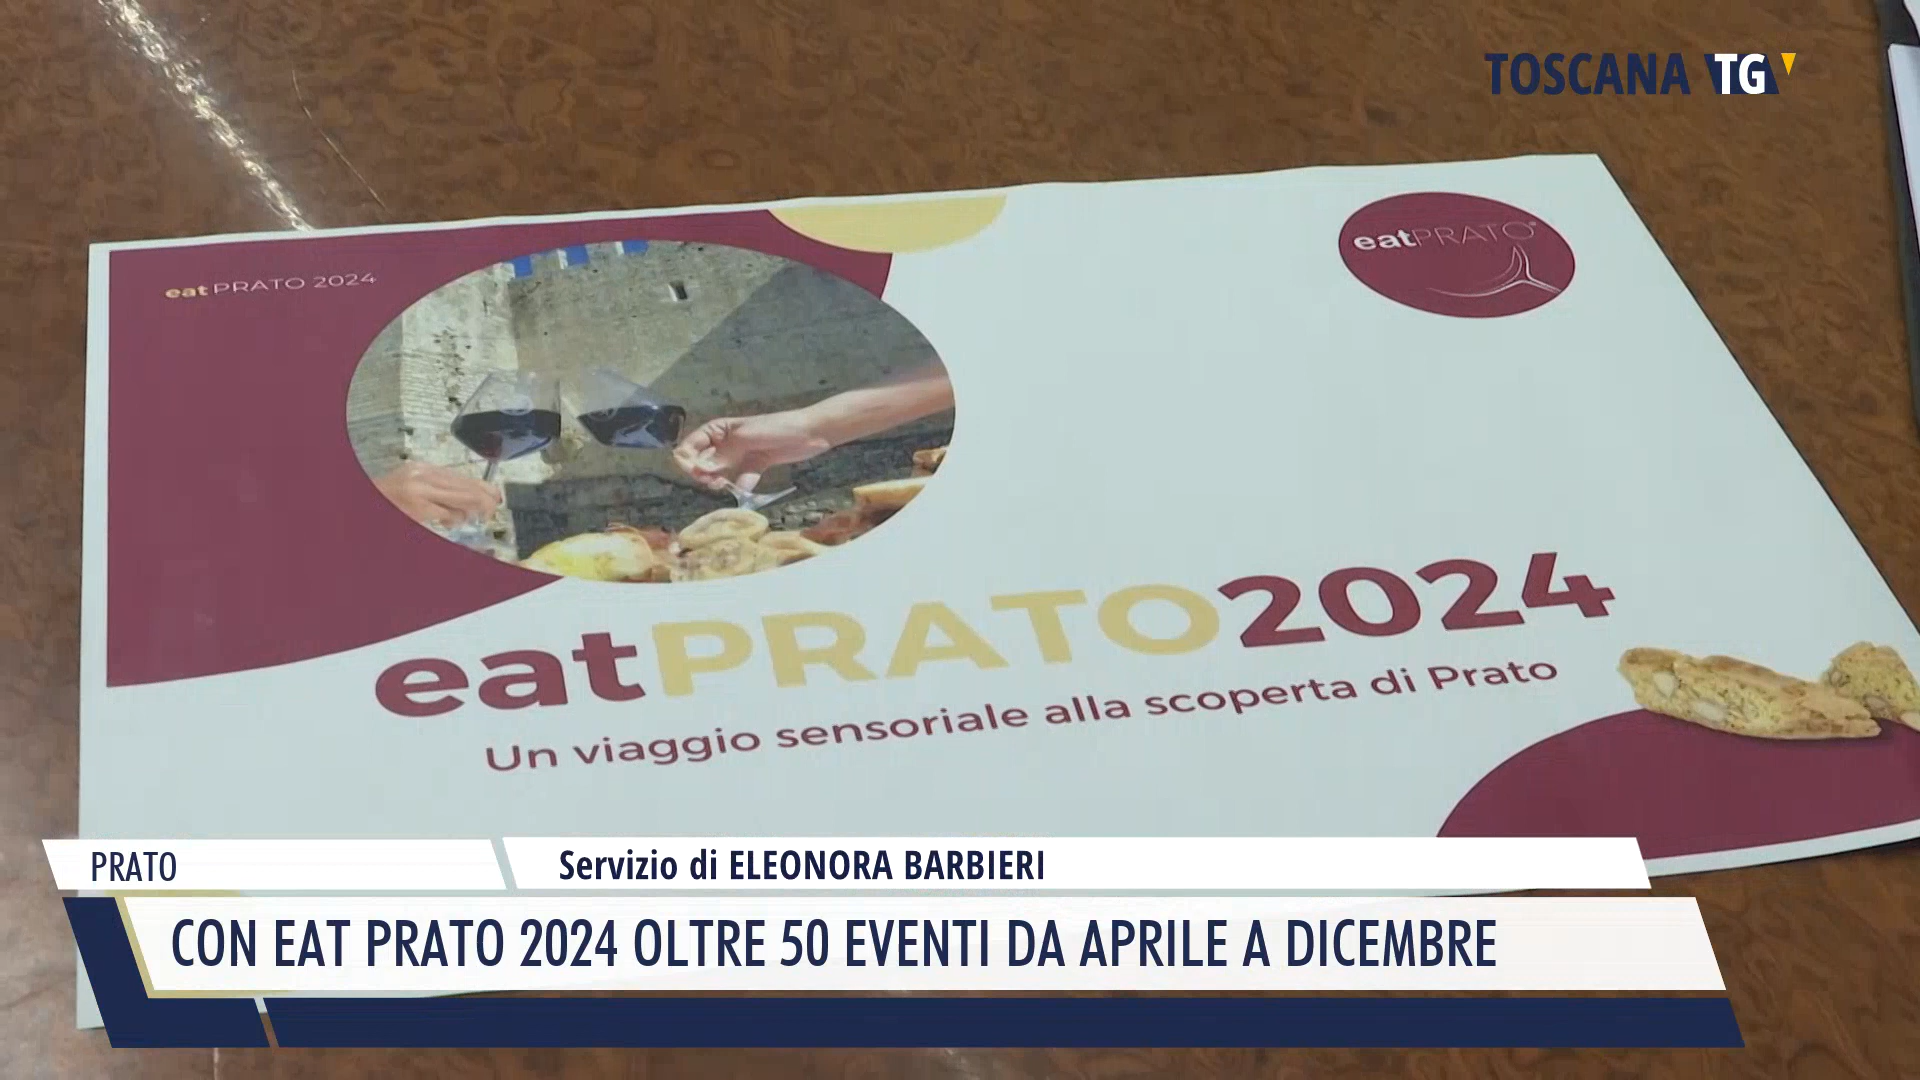 TOSCANA TG
eatPRATO 2024
eatPRATO®
eatPRATO2024
Un viaggio sensoriale alla scoperta di Prato
PRATO
Servizio di ELEONORA BARBIERI
CON EAT PRATO 2024 OLTRE 50 EVENTI DA APRILE A DICEMBRE